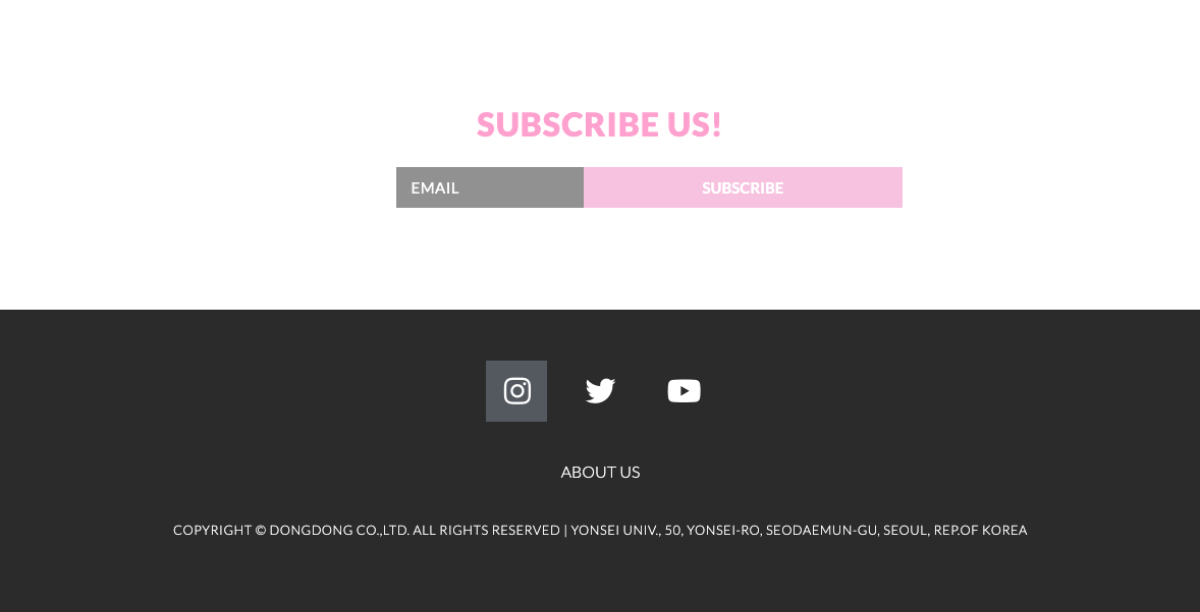 SUBSCRIBE US!
EMAIL
SUBSCRIBE
ABOUT US
COPYRIGHT © DONGDONG CO.,LTD. ALL RIGHTS RESERVED | YONSEI UNIV., 50, YONSEI-RO, SEODAEMUN-GU, SEOUL, REP.OF KOREA